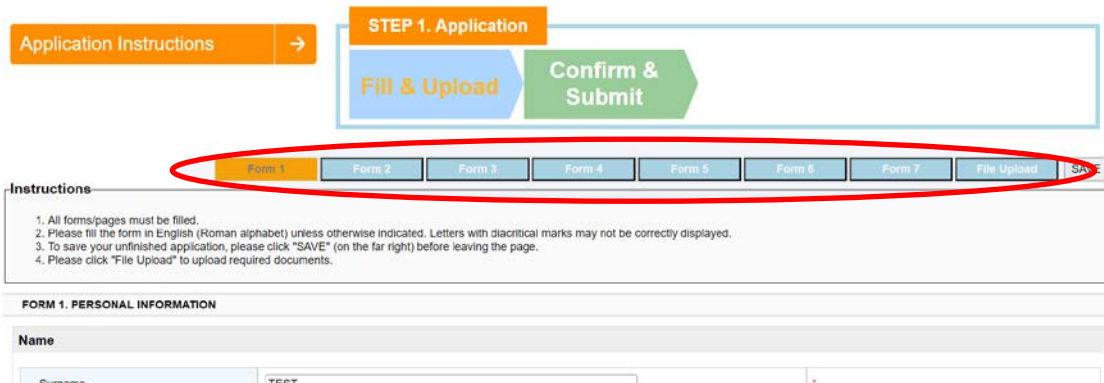 Application Instructions →
STEP 1. Application
Fill & Upload
Confirm &
Submit
Form 1 Form 2 Form 3 Form 4 Form 5 Form 6 Form 7 File Upload SAVE
Instructions
1. All forms/pages must be filled.
2. Please fill the form in English (Roman alphabet) unless otherwise indicated. Letters with diacritical marks may not be correctly displayed.
3. To save your unfinished application, please click "SAVE" (on the far right) before leaving the page.
4. Please click "File Upload" to upload required documents.
FORM 1. PERSONAL INFORMATION
Name
Surname TEST *